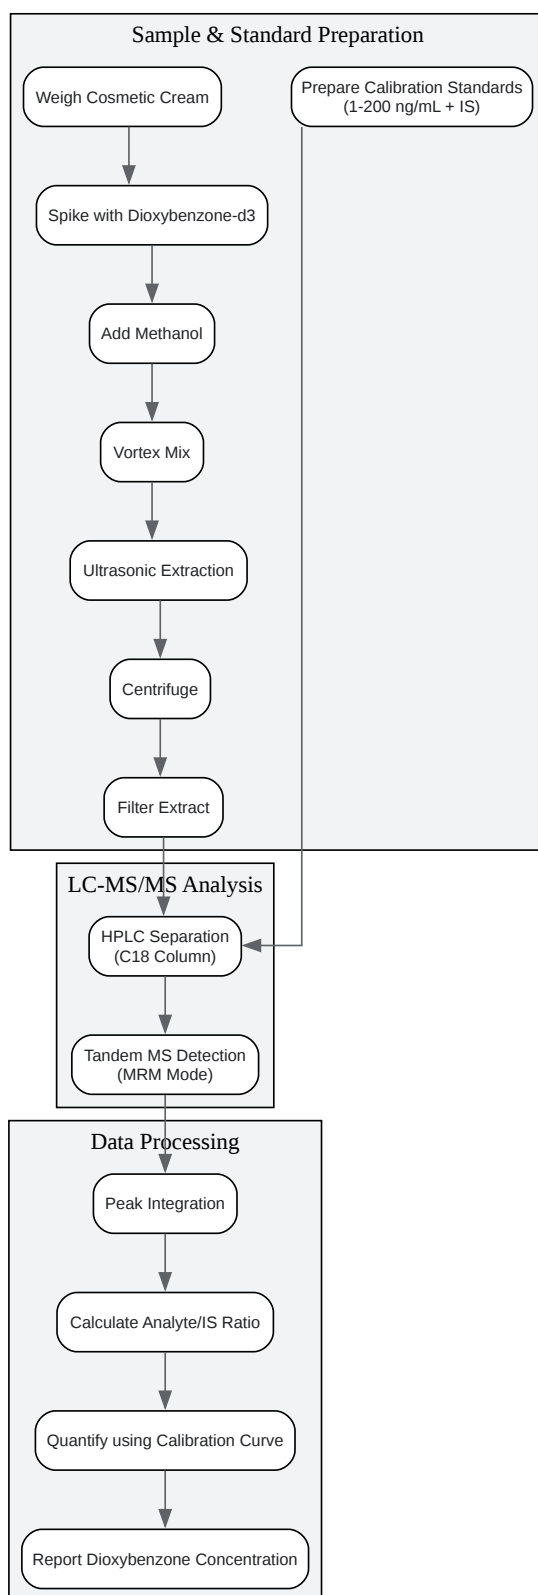 Sample & Standard Preparation
Weigh Cosmetic Cream
Prepare Calibration Standards
(1-200 ng/mL + IS)
Spike with Dioxybenzone-d3
Add Methanol
Vortex Mix
Ultrasonic Extraction
Centrifuge
Filter Extract
LC-MS/MS Analysis
HPLC Separation
(C18 Column)
Tandem MS Detection
(MRM Mode)
Data Processing
Peak Integration
Calculate Analyte/IS Ratio
Quantify using Calibration Curve
Report Dioxybenzone Concentration